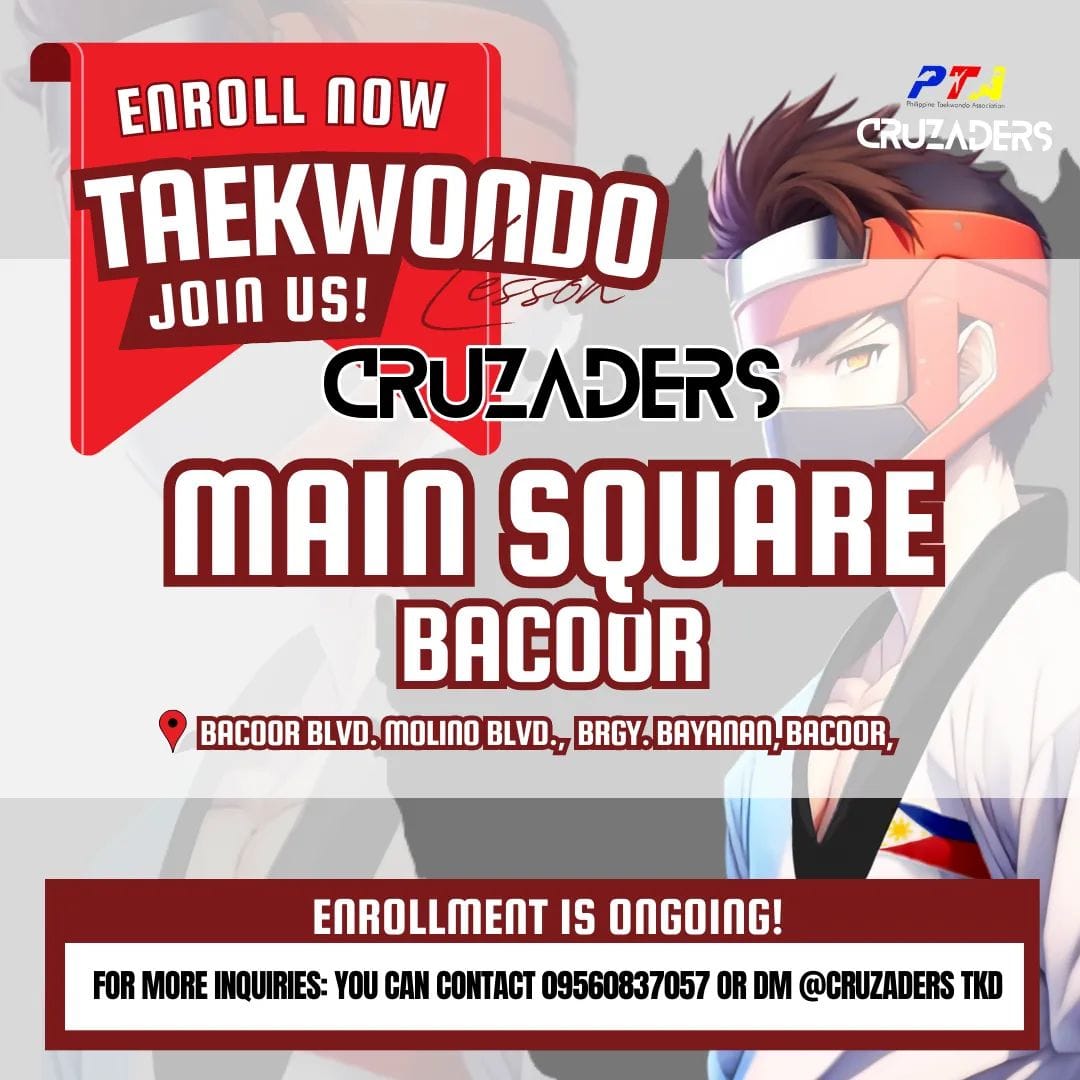 ENROLL NOW
TAEKWONDO
Lesson
JOIN US!
PTA
Philippine Taekwondo Association
CRUZADERS
CRUZADERS
MAIN SQUARE
BACOOR
BACOOR BLVD. MOLINO BLVD., BRGY. BAYANAN, BACOOR,
ENROLLMENT IS ONGOING!
FOR MORE INQUIRIES: YOU CAN CONTACT 09560837057 OR DM @CRUZADERS TKD